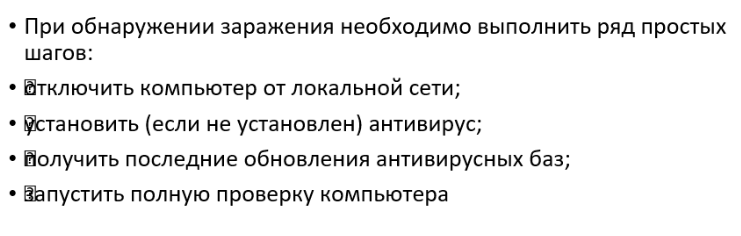 • При обнаружении заражения необходимо выполнить ряд простых
шагов:
• отключить компьютер от локальной сети;
• установить (если не установлен) антивирус;
• получить последние обновления антивирусных баз;
• запустить полную проверку компьютера